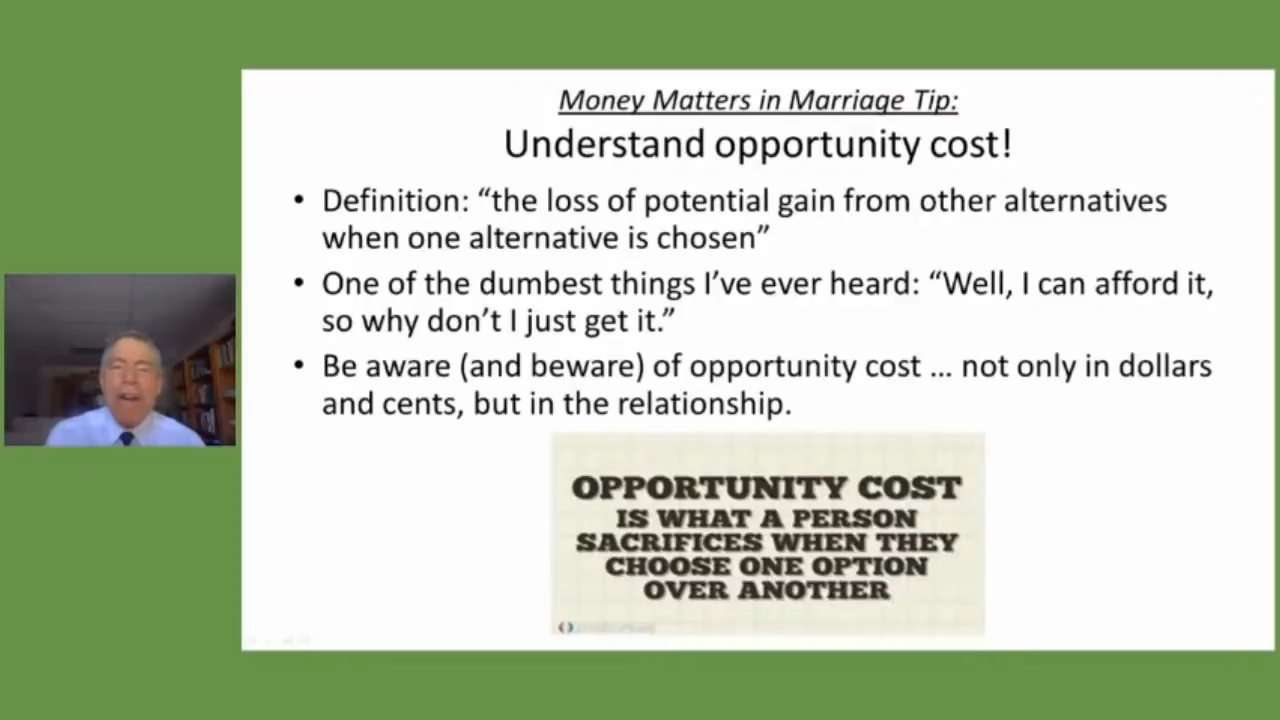 Money Matters in Marriage Tip:
Understand opportunity cost!
• Definition: “the loss of potential gain from other alternatives
when one alternative is chosen”
• One of the dumbest things I’ve ever heard: “Well, I can afford it,
so why don’t I just get it.”
• Be aware (and beware) of opportunity cost ... not only in dollars
and cents, but in the relationship.
OPPORTUNITY COST
IS WHAT A PERSON
SACRIFICES WHEN THEY
CHOOSE ONE OPTION
OVER ANOTHER